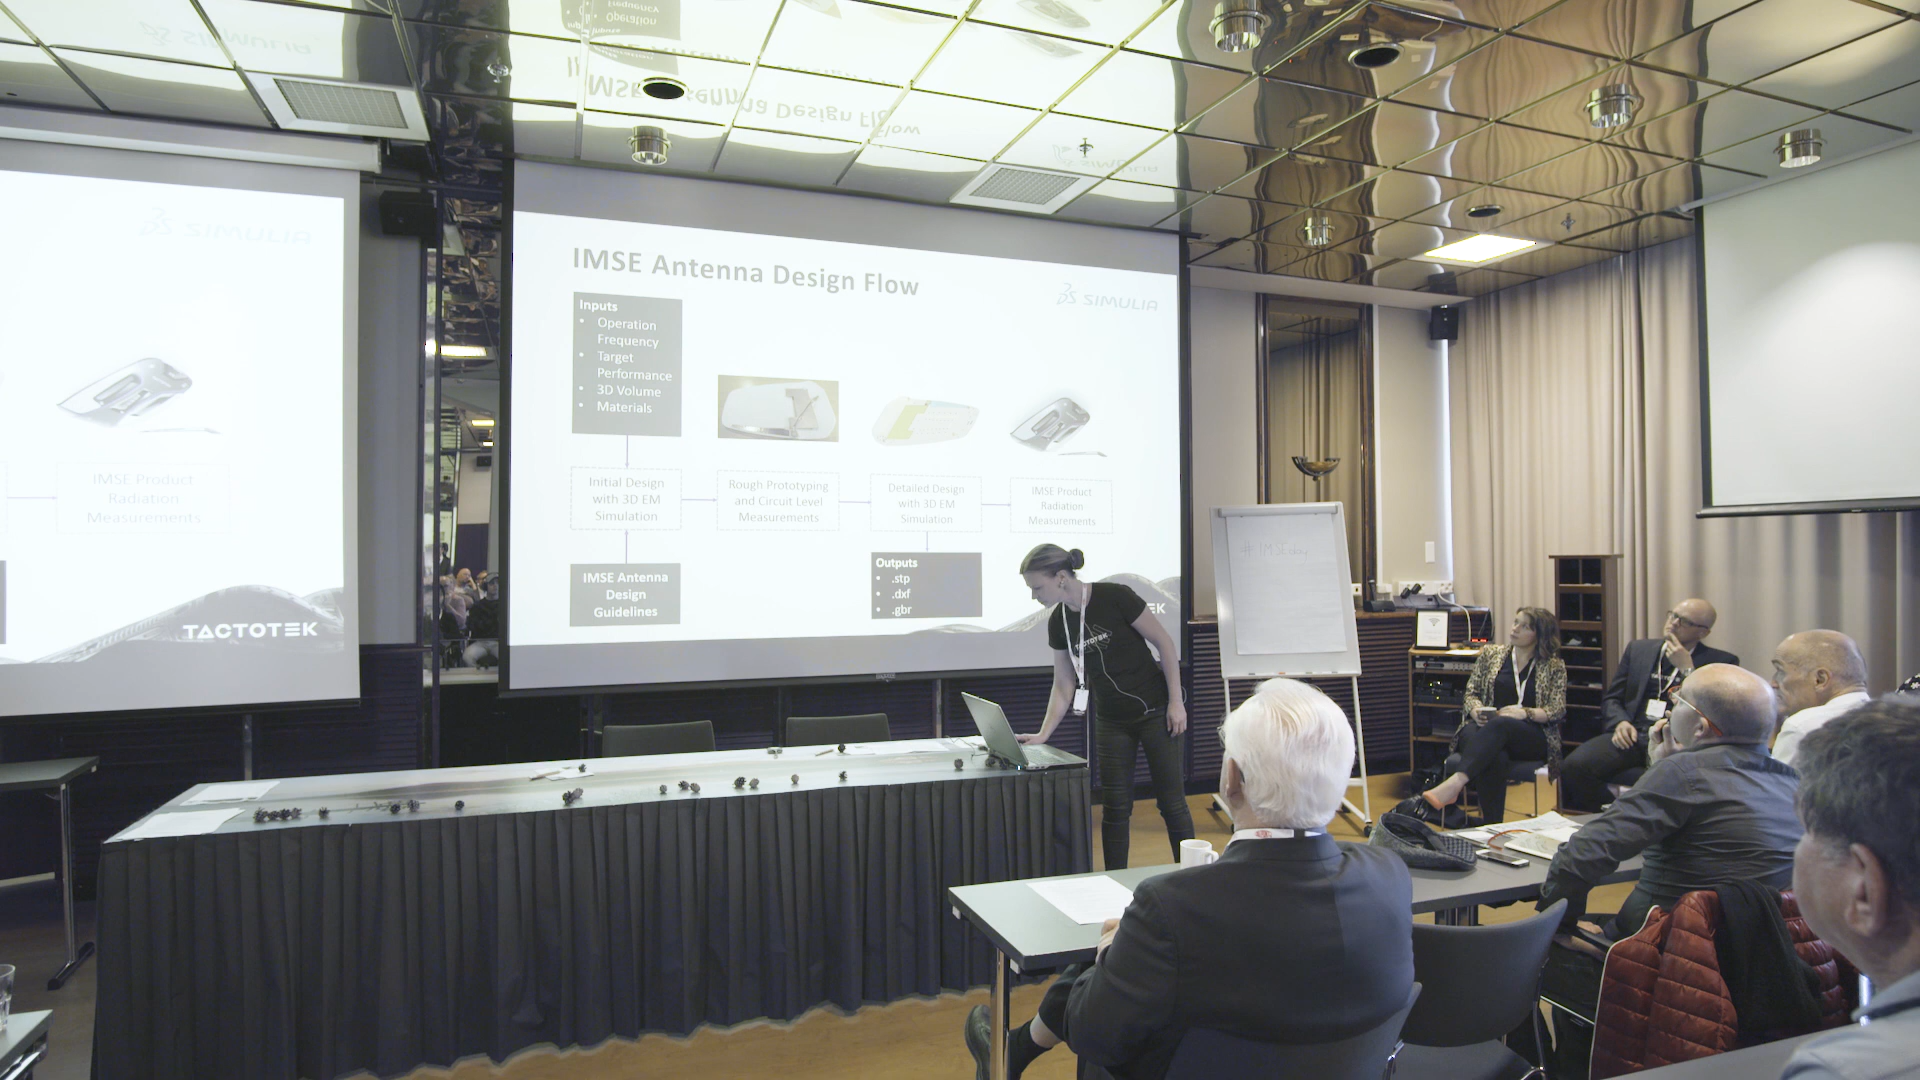 SIMULIA
IMSE Product
Radiation
Measurements
TACTOTEK
IMSE Antenna Design Flow
SIMULIA
Inputs
• Operation
Frequency
• Target
Performance
• 3D Volume
• Materials
Initial Design
with 3D EM
Simulation
Rough Prototyping
and Circuit Level
Measurements
Detailed Design
with 3D EM
Simulation
IMSE Product
Radiation
Measurements
IMSE Antenna
Design
Guidelines
Outputs
• .stp
• .dxf
• .gbr
EK
TACTOTEK
# IMSEday